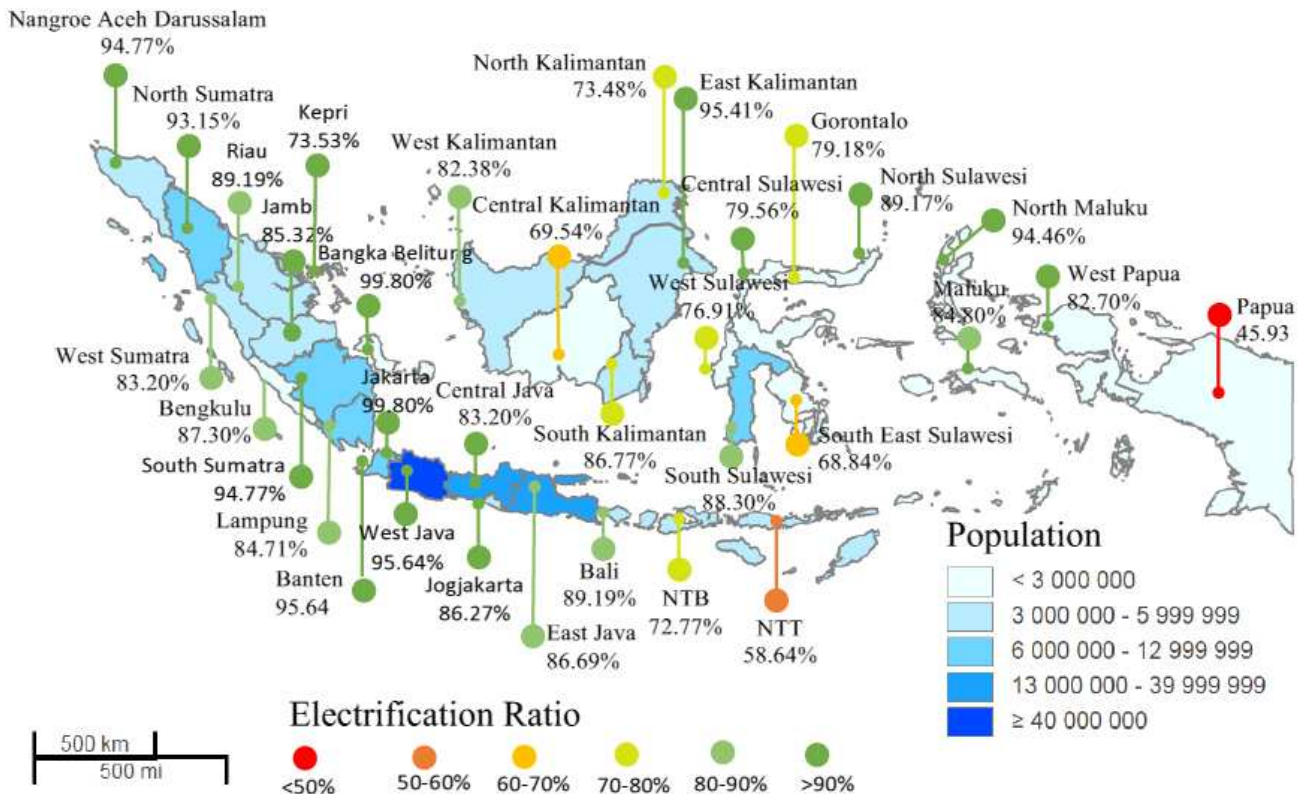 Nangroe Aceh Darussalam
94.77%
North Sumatra
93.15%
Kepri
73.53%
Riau
89.19%
Jambi
85.32%
Bangka Belitung
99.80%
West Kalimantan
82.38%
Central Kalimantan
69.54%
North Kalimantan
73.48%
East Kalimantan
95.41%
Gorontalo
79.18%
Central Sulawesi
79.56%
North Sulawesi
89.17%
North Maluku
94.46%
West Sulawesi
76.91%
Maluku
84.80%
West Papua
82.70%
Papua
45.93
West Sumatra
83.20%
Bengkulu
87.30%
South Sumatra
94.77%
Lampung
84.71%
Banten
95.64
Jakarta
99.80%
West Java
95.64%
Central Java
83.20%
Jogjakarta
86.27%
East Java
86.69%
Bali
89.19%
South Kalimantan
86.77%
South Sulawesi
88.30%
South East Sulawesi
68.84%
NTB
72.77%
NTT
58.64%
Population
< 3 000 000
3 000 000 - 5 999 999
6 000 000 - 12 999 999
13 000 000 - 39 999 999
≥ 40 000 000
Electrification Ratio
<50%
50-60%
60-70%
70-80%
80-90%
>90%
500 km
500 mi